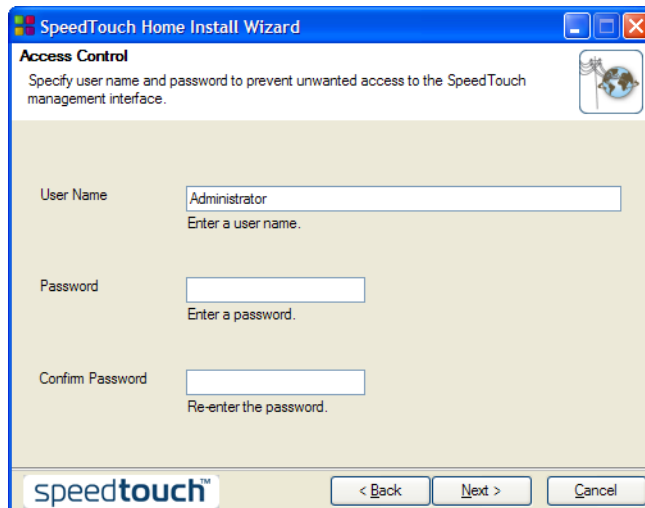 SpeedTouch Home Install Wizard
Access Control
Specify user name and password to prevent unwanted access to the SpeedTouch
management interface.
User Name
Administrator
Enter a user name.
Password
Enter a password.
Confirm Password
Re-enter the password.
speedtouch™
< Back
Next >
Cancel